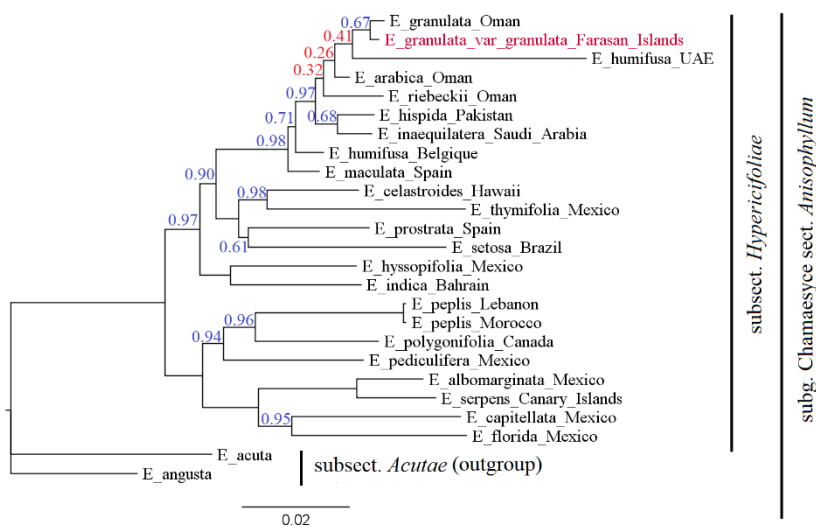 0.67
E_granulata_Oman
0.41
E_granulata_var_granulata_Farasan_Islands
0.26
E_humifusa_UAE
0.32
E_arabica_Oman
0.97
E_riebeckii_Oman
0.71
0.68
E_hispida_Pakistan
E_inaequilatera_Saudi_Arabia
0.98
E_humifusa_Belgique
E_maculata_Spain
0.90
0.98
E_celastroides_Hawaii
E_thymifolia_Mexico
0.97
E_prostrata_Spain
0.61
E_setosa_Brazil
E_hyssopifolia_Mexico
E_indica_Bahrain
E_peplis_Lebanon
0.96
E_peplis_Morocco
0.94
E_polygonifolia_Canada
E_pediculifera_Mexico
E_albomarginata_Mexico
E_serpens_Canary_Islands
0.95
E_capitellata_Mexico
E_florida_Mexico
E_acuta
E_angusta
subsect. Acutae (outgroup)
0.02
subsect. Hypericifoliae
subg. Chamaesyce sect. Anisophyllum